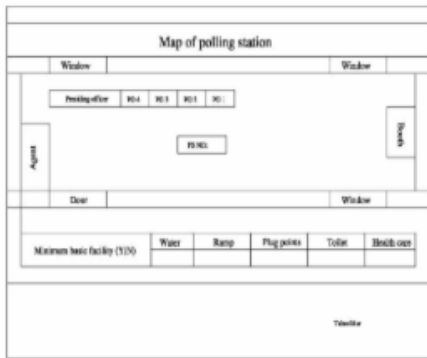 Map of polling station
Window Window
Presiding officer PO 4 PO 3 PO 2 PO 1
Agent PS NO. Booth
Door Window
Water Ramp Plug points Toilet Health care
Minimum basic facility (Y/N)